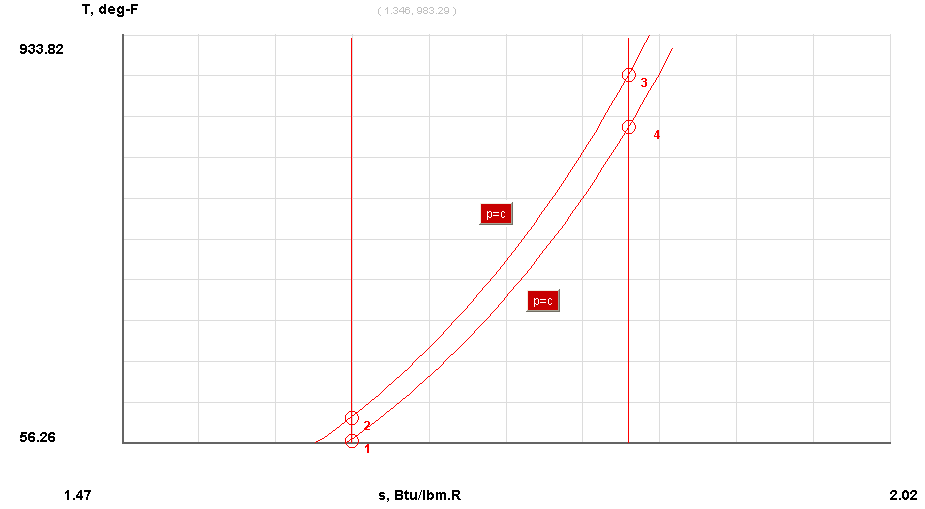 T, deg-F
( 1.346, 983.29 )
933.82
3
4
p=c
p=c
2
56.26
1
1.47
s, Btu/lbm.R
2.02